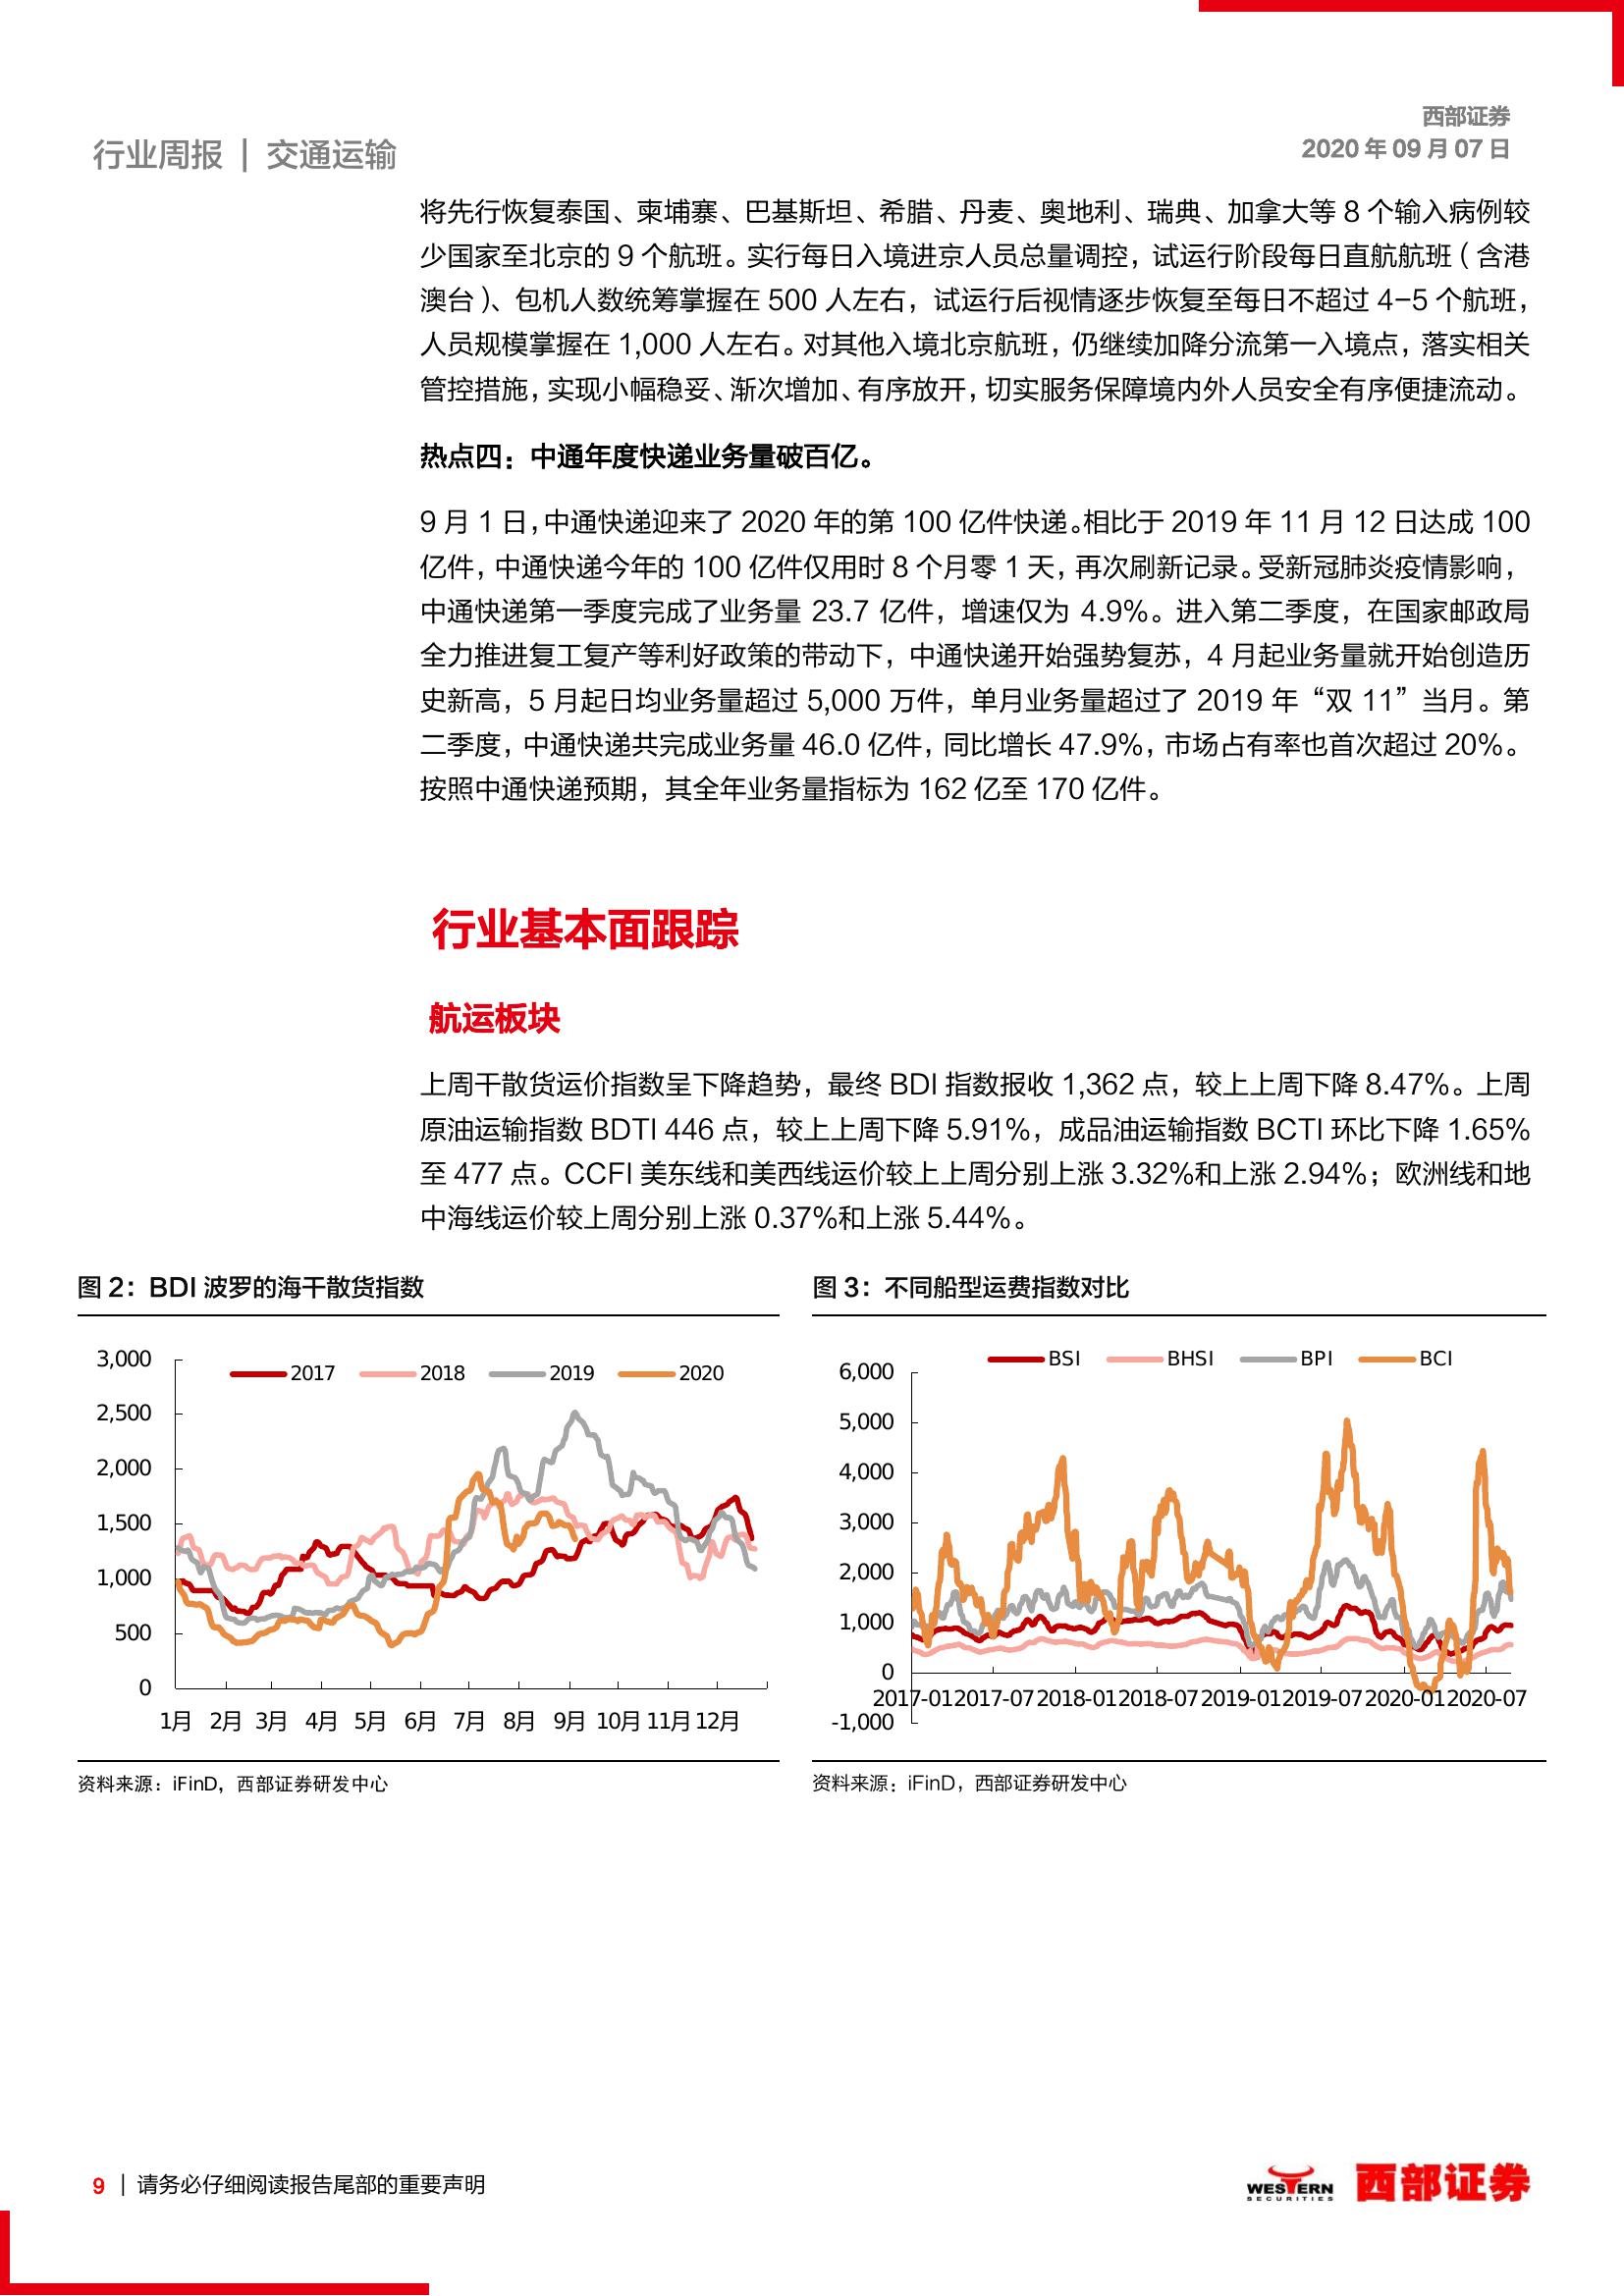 西部证券
行业周报 | 交通运输
2020 年 09 月 07 日
将先行恢复泰国、柬埔寨、巴基斯坦、希腊、丹麦、奥地利、瑞典、加拿大等 8 个输入病例较
少国家至北京的 9 个航班。实行每日入境进京人员总量调控，试运行阶段每日直航航班（含港
澳台）、包机人数统筹掌握在 500 人左右，试运行后视情逐步恢复至每日不超过 4-5 个航班，
人员规模掌握在 1,000 人左右。对其他入境北京航班，仍继续加降分流第一入境点，落实相关
管控措施，实现小幅稳妥、渐次增加、有序放开，切实服务保障境内外人员安全有序便捷流动。
热点四：中通年度快递业务量破百亿。
9 月 1 日，中通快递迎来了 2020 年的第 100 亿件快递。相比于 2019 年 11 月 12 日达成 100
亿件，中通快递今年的 100 亿件仅用时 8 个月零 1 天，再次刷新记录。受新冠肺炎疫情影响，
中通快递第一季度完成了业务量 23.7 亿件，增速仅为 4.9%。进入第二季度，在国家邮政局
全力推进复工复产等利好政策的带动下，中通快递开始强势复苏，4 月起业务量就开始创造历
史新高，5 月起日均业务量超过 5,000 万件，单月业务量超过了 2019 年“双 11”当月。第
二季度，中通快递共完成业务量 46.0 亿件，同比增长 47.9%，市场占有率也首次超过 20%。
按照中通快递预期，其全年业务量指标为 162 亿至 170 亿件。
行业基本面跟踪
航运板块
上周干散货运价指数呈下降趋势，最终 BDI 指数报收 1,362 点，较上上周下降 8.47%。上周
原油运输指数 BDTI 446 点，较上上周下降 5.91%，成品油运输指数 BCTI 环比下降 1.65%
至 477 点。CCFI 美东线和美西线运价较上上周分别上涨 3.32%和上涨 2.94%；欧洲线和地
中海线运价较上周分别上涨 0.37%和上涨 5.44%。
图 2：BDI 波罗的海干散货指数
3,000
2,500
2,000
1,500
1,000
500
0
2017 2018 2019 2020
1月 2月 3月 4月 5月 6月 7月 8月 9月 10月 11月 12月
资料来源：iFinD，西部证券研发中心
图 3：不同船型运费指数对比
BSI BHSI BPI BCI
6,000
5,000
4,000
3,000
2,000
1,000
0
-1,000
2017-01 2017-07 2018-01 2018-07 2019-01 2019-07 2020-01 2020-07
资料来源：iFinD，西部证券研发中心
9 | 请务必仔细阅读报告尾部的重要声明
WESTERN
SECURITIES
西部证券